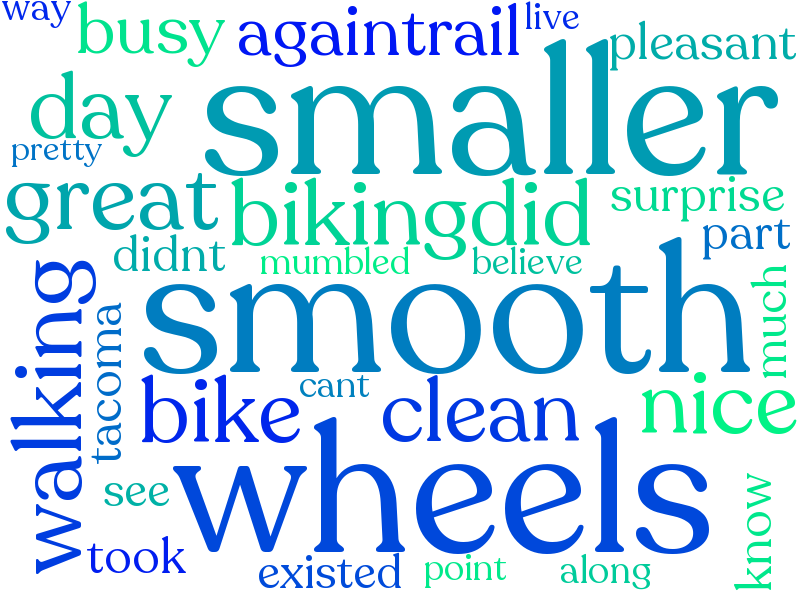 way
busy
againtrail
live
pleasant
day
smaller
pretty
great
bikingdid
surprise
didnt
mumbled
believe
part
walking
tacoma
smooth
much
bike
cant
clean
nice
see
wheels
know
took
existed
point
along